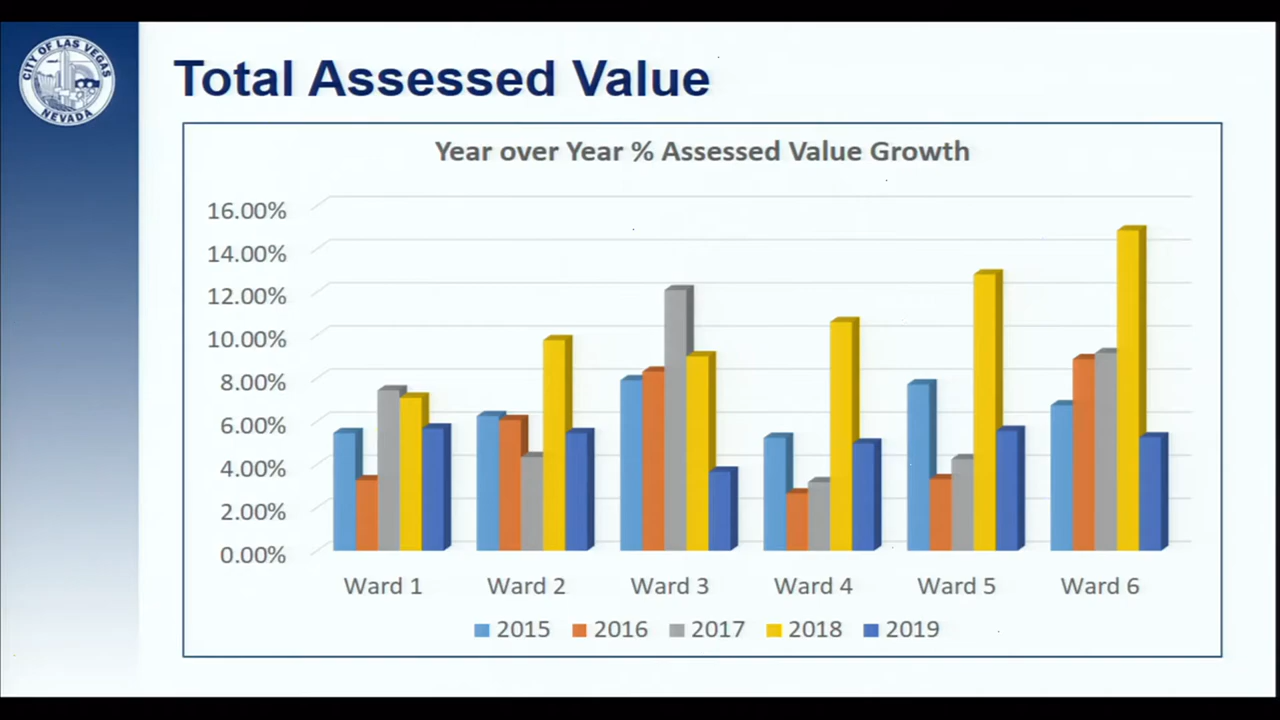 CITY OF LAS VEGAS
NEVADA
Total Assessed Value
Year over Year % Assessed Value Growth
16.00%
14.00%
12.00%
10.00%
8.00%
6.00%
4.00%
2.00%
0.00%
Ward 1 Ward 2 Ward 3 Ward 4 Ward 5 Ward 6
2015 2016 2017 2018 2019